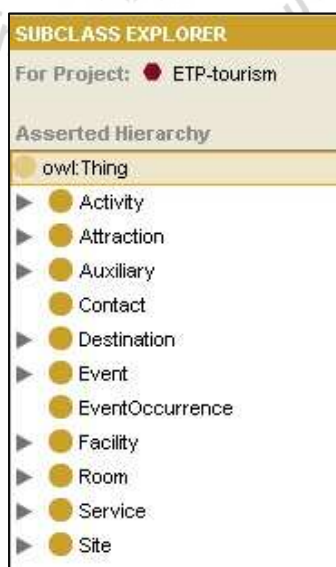 SUBCLASS EXPLORER
For Project: ETP-tourism
Asserted Hierarchy
owl:Thing
Activity
Attraction
Auxiliary
Contact
Destination
Event
EventOccurrence
Facility
Room
Service
Site